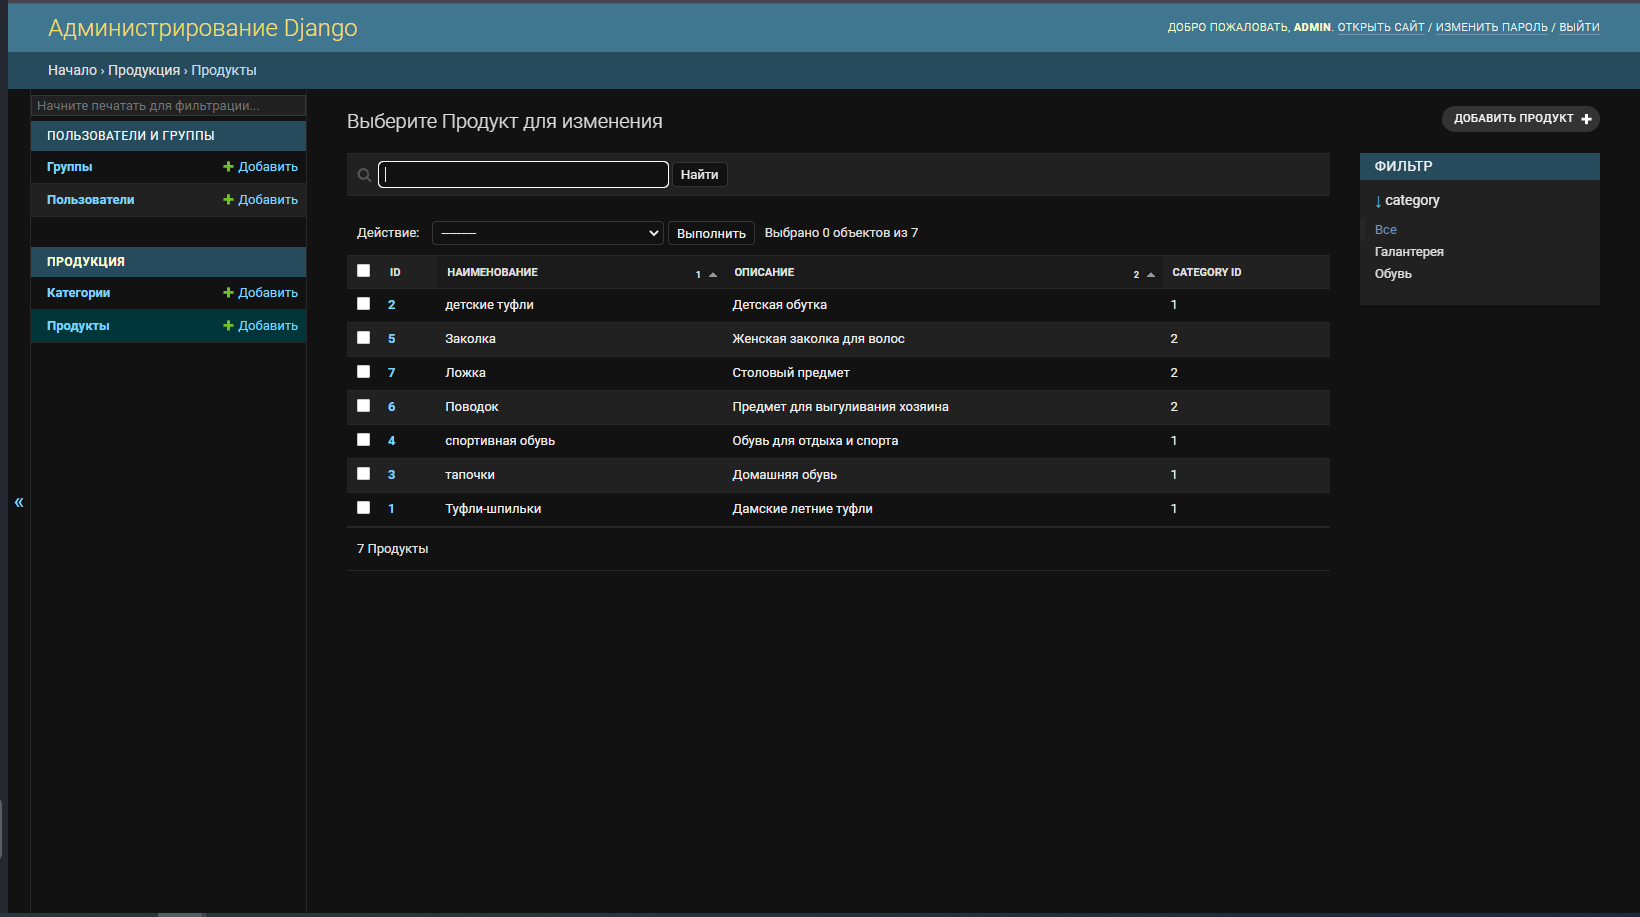 Администрирование Django
ДОБРО ПОЖАЛОВАТЬ, ADMIN. ОТКРЫТЬ САЙТ / ИЗМЕНИТЬ ПАРОЛЬ / ВЫЙТИ
Начало › Продукция › Продукты
Начните печатать для фильтрации...
ПОЛЬЗОВАТЕЛИ И ГРУППЫ
Группы Добавить
Пользователи Добавить
ПРОДУКЦИЯ
Категории Добавить
Продукты Добавить
«
Выберите Продукт для изменения
ДОБАВИТЬ ПРОДУКТ
Найти
Действие: --------- Выполнить Выбрано 0 объектов из 7
ID НАИМЕНОВАНИЕ 1 ОПИСАНИЕ 2 CATEGORY ID
2 детские туфли Детская обутка 1
5 Заколка Женская заколка для волос 2
7 Ложка Столовый предмет 2
6 Поводок Предмет для выгуливания хозяина 2
4 спортивная обувь Обувь для отдыха и спорта 1
3 тапочки Домашняя обувь 1
1 Туфли-шпильки Дамские летние туфли 1
7 Продукты
ФИЛЬТР
↓ category
Все
Галантерея
Обувь